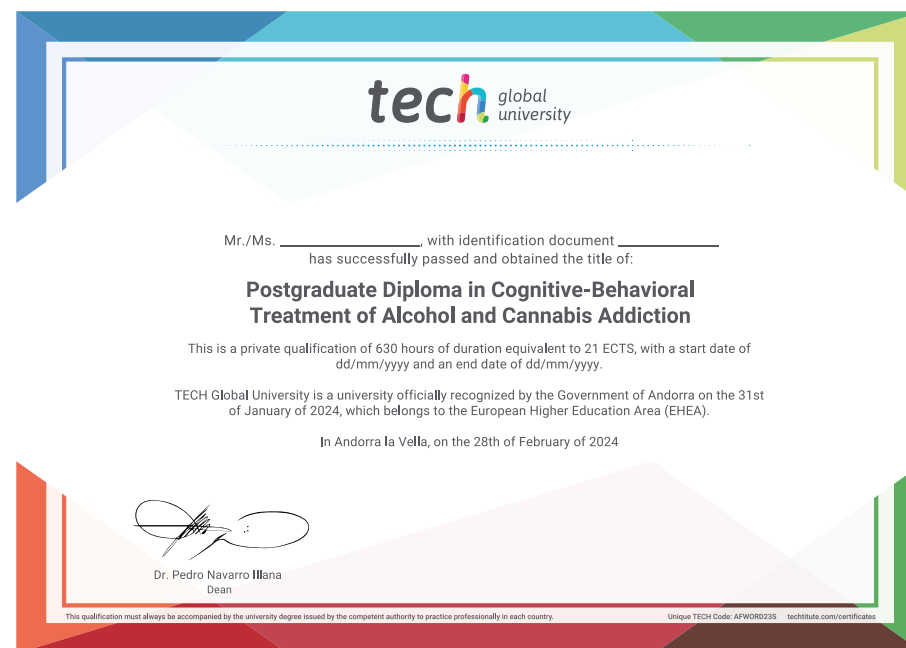 tech global university
Mr./Ms. ____________________, with identification document ______________
has successfully passed and obtained the title of:
Postgraduate Diploma in Cognitive-Behavioral
Treatment of Alcohol and Cannabis Addiction
This is a private qualification of 630 hours of duration equivalent to 21 ECTS, with a start date of
dd/mm/yyyy and an end date of dd/mm/yyyy.
TECH Global University is a university officially recognized by the Government of Andorra on the 31st
of January of 2024, which belongs to the European Higher Education Area (EHEA).
In Andorra la Vella, on the 28th of February of 2024
Dr. Pedro Navarro Illana
Dean
This qualification must always be accompanied by the university degree issued by the competent authority to practice professionally in each country.
Unique TECH Code: AFWORD23S techtitute.com/certificates